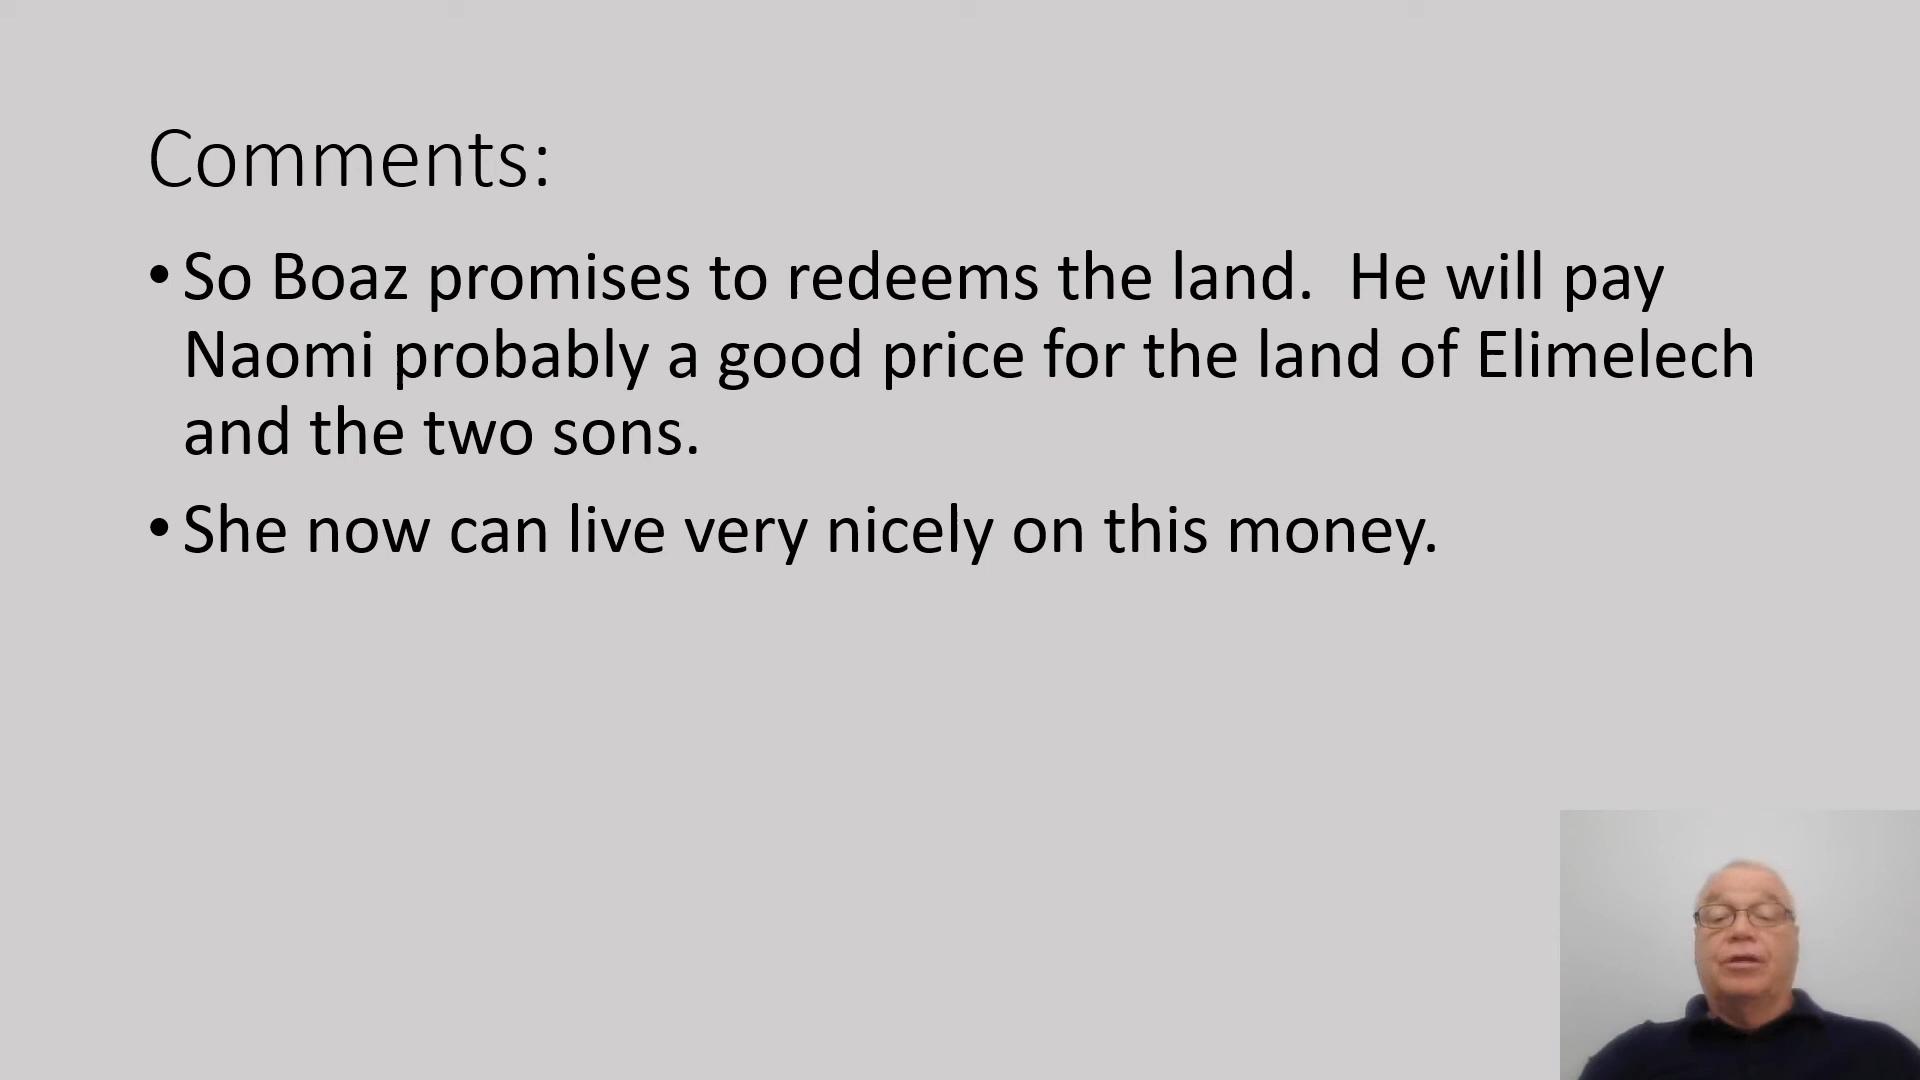 Comments:
• So Boaz promises to redeems the land.  He will pay
Naomi probably a good price for the land of Elimelech
and the two sons.
• She now can live very nicely on this money.